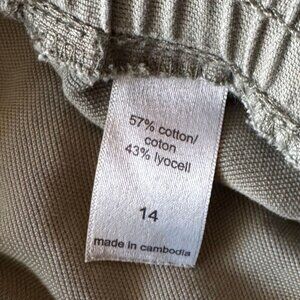 57% cotton/
coton
43% lyocell
14
made in cambodia